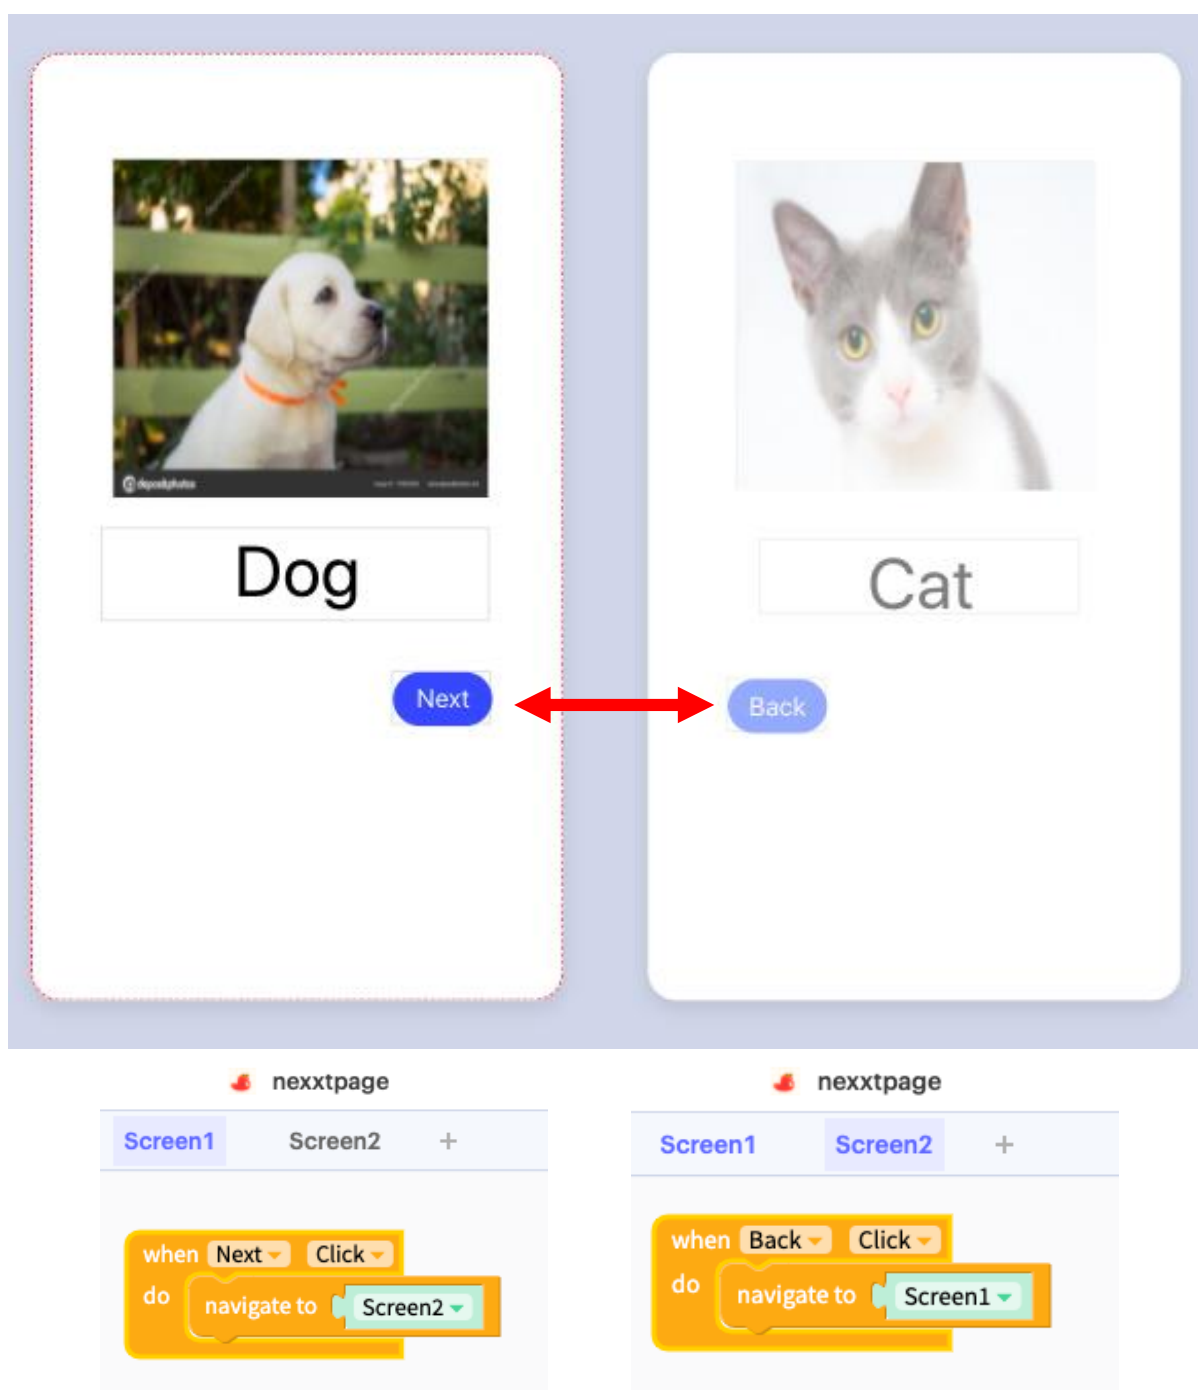 depositphotos
Dog
Cat
Next
Back
nexxtpage
nexxtpage
Screen1 Screen2 +
Screen1 Screen2 +
when Next Click
do navigate to Screen2
when Back Click
do navigate to Screen1